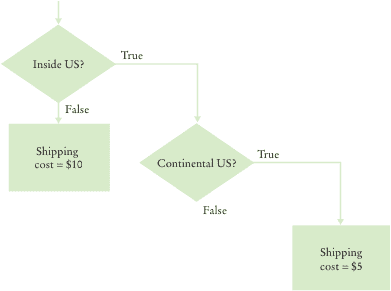 True
Inside US?
False
Shipping
cost = $10
True
Continental US?
False
Shipping
cost = $5